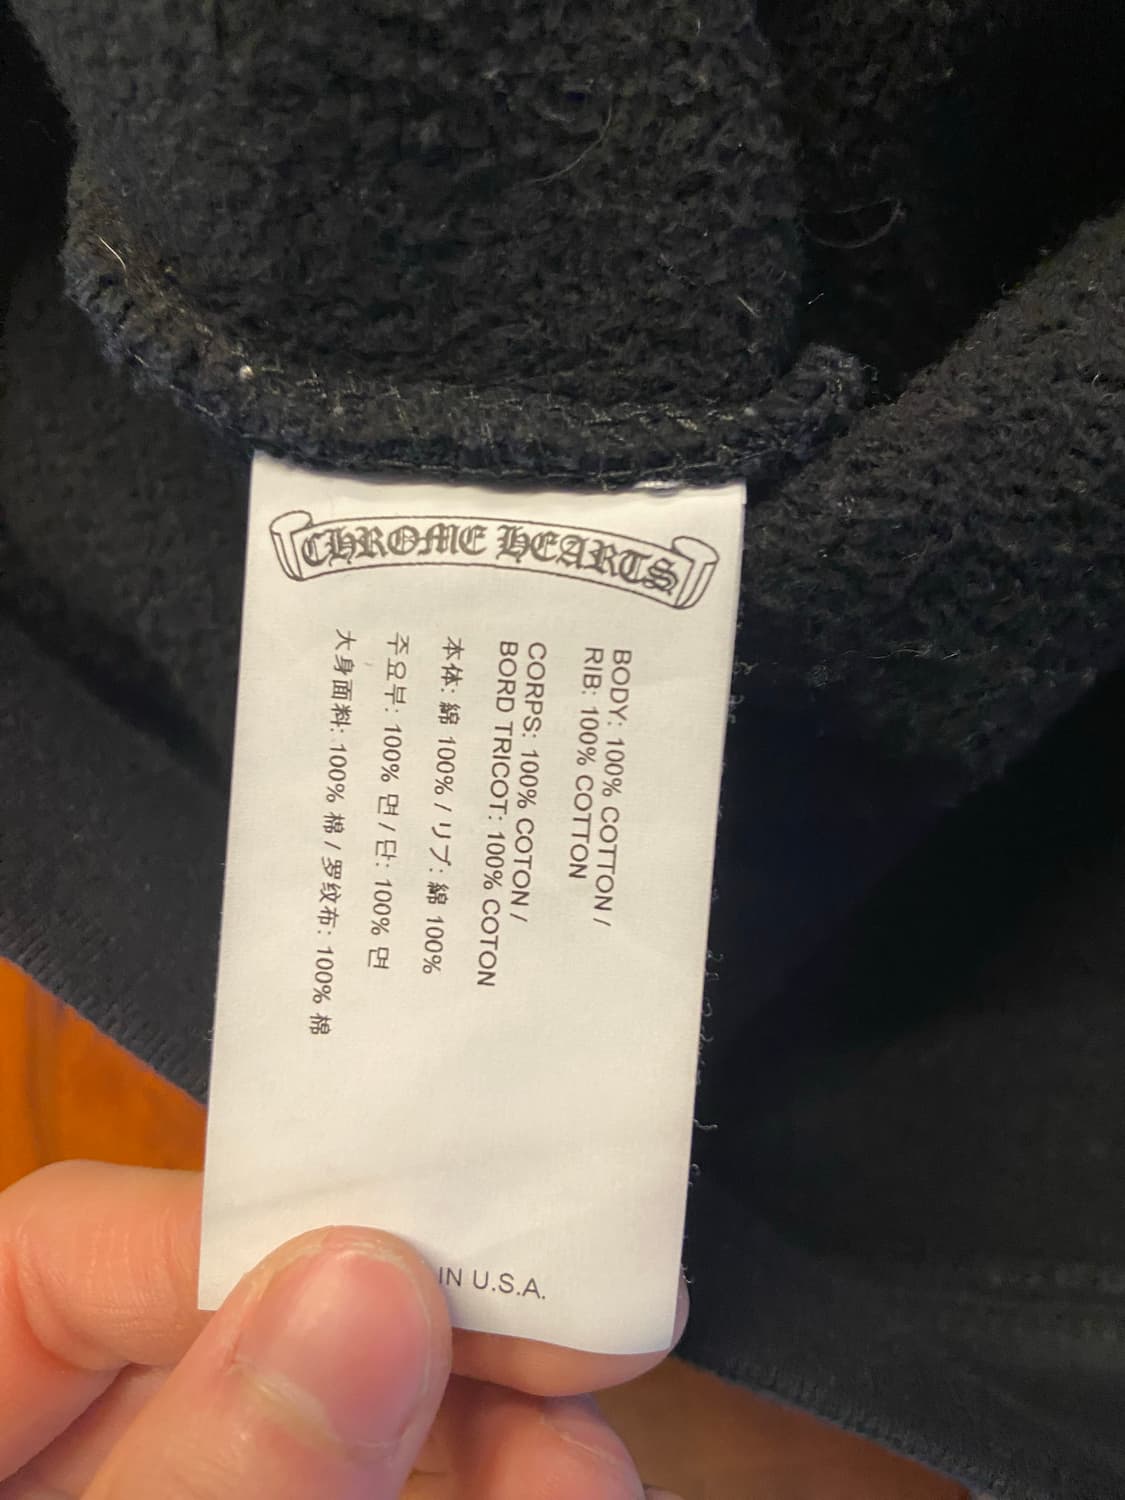 CHROME HEARTS
BODY: 100% COTTON /
RIB: 100% COTTON
CORPS: 100% COTON /
BORD TRICOT: 100% COTON
本体: 綿 100% / リブ: 綿 100%
주요부: 100% 면 / 단: 100% 면
大身面料: 100% 棉 / 罗纹布: 100% 棉
IN U.S.A.